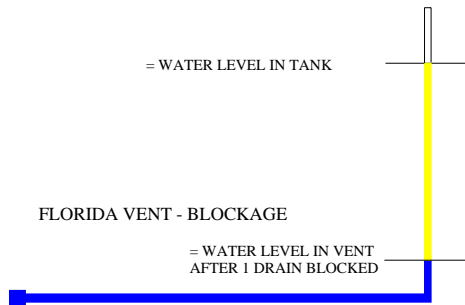 = WATER LEVEL IN TANK
FLORIDA VENT - BLOCKAGE
= WATER LEVEL IN VENT
AFTER 1 DRAIN BLOCKED